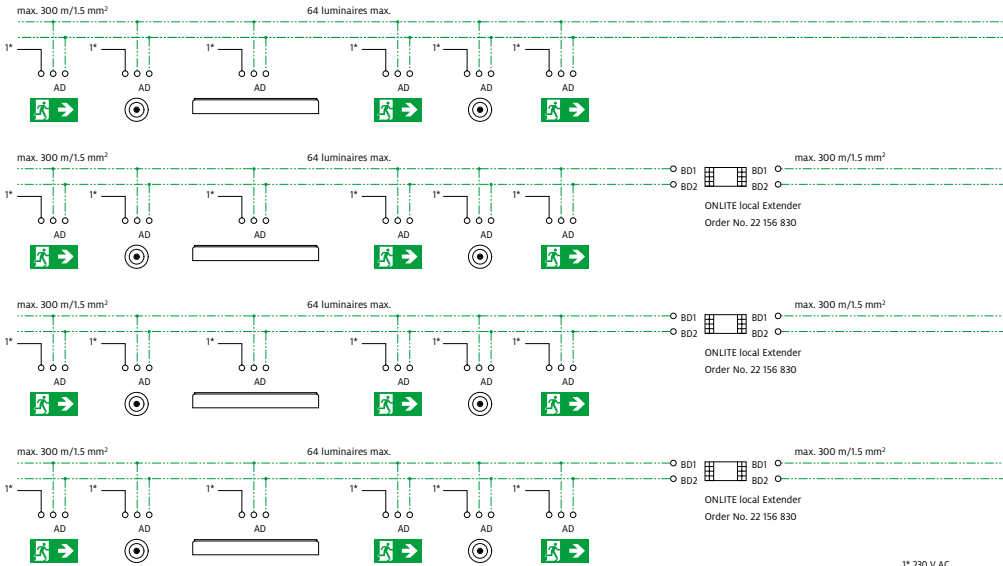 max. 300 m/1.5 mm² 64 luminaires max.
1* 1* 1* 1* 1* 1*
AD AD AD AD AD AD
max. 300 m/1.5 mm² 64 luminaires max. max. 300 m/1.5 mm²
BD1 BD1
1* 1* 1* 1* 1* 1* BD2 BD2
ONLITE local Extender
Order No. 22 156 830
AD AD AD AD AD AD
max. 300 m/1.5 mm² 64 luminaires max. max. 300 m/1.5 mm²
BD1 BD1
1* 1* 1* 1* 1* 1* BD2 BD2
ONLITE local Extender
Order No. 22 156 830
AD AD AD AD AD AD
max. 300 m/1.5 mm² 64 luminaires max. max. 300 m/1.5 mm²
BD1 BD1
1* 1* 1* 1* 1* 1* BD2 BD2
ONLITE local Extender
Order No. 22 156 830
AD AD AD AD AD AD
1* 230 V AC